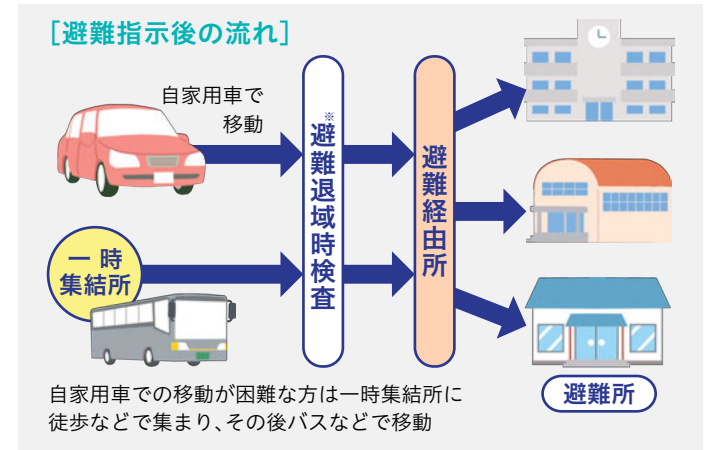 ［避難指示後の流れ］
自家用車で
移動
※
避難退域時検査
避難経由所
一時
集結所
自家用車での移動が困難な方は一時集結所に
徒歩などで集まり、その後バスなどで移動
避難所